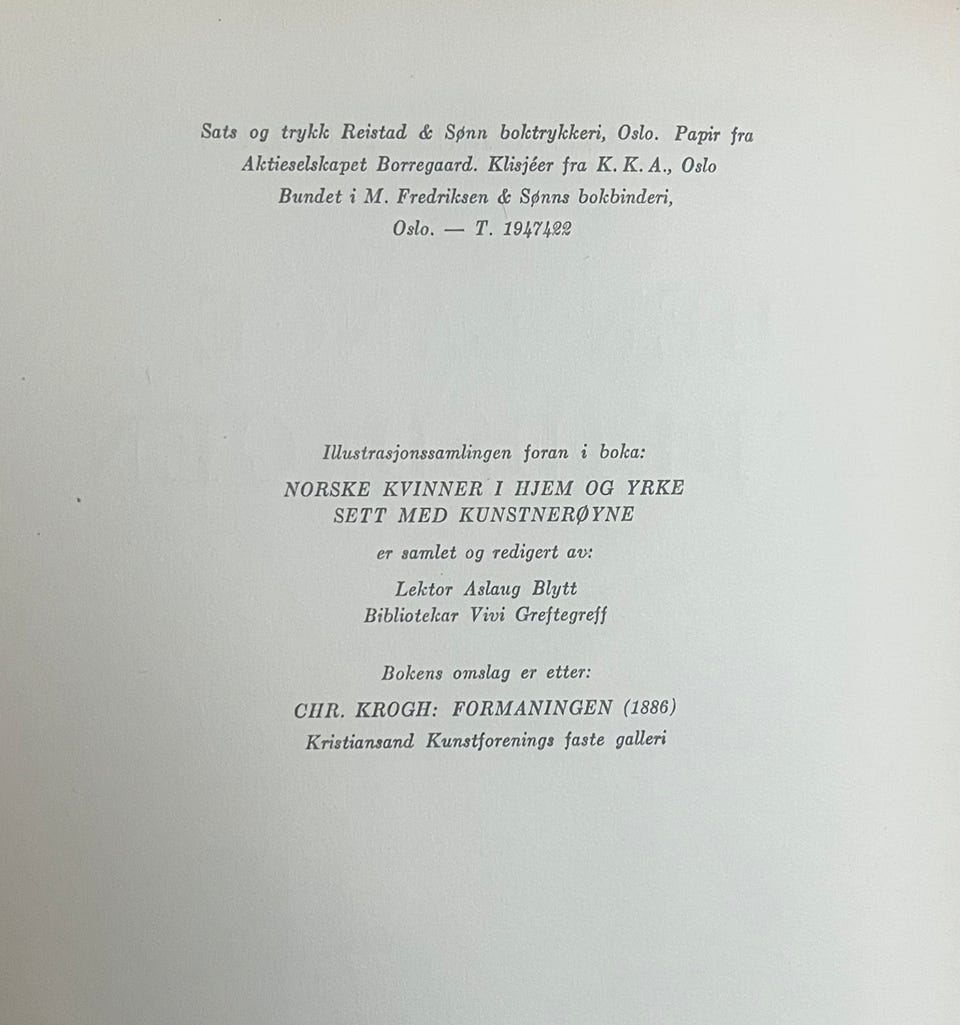 Sats og trykk Reistad & Sønn boktrykkeri, Oslo. Papir fra
Aktieselskapet Borregaard. Klisjéer fra K. K. A., Oslo
Bundet i M. Fredriksen & Sønns bokbinderi,
Oslo. — T. 1947422
Illustrasjonssamlingen foran i boka:
NORSKE KVINNER I HJEM OG YRKE
SETT MED KUNSTNERØYNE
er samlet og redigert av:
Lektor Aslaug Blytt
Bibliotekar Vivi Greftegreff
Bokens omslag er etter:
CHR. KROGH: FORMANINGEN (1886)
Kristiansand Kunstforenings faste galleri